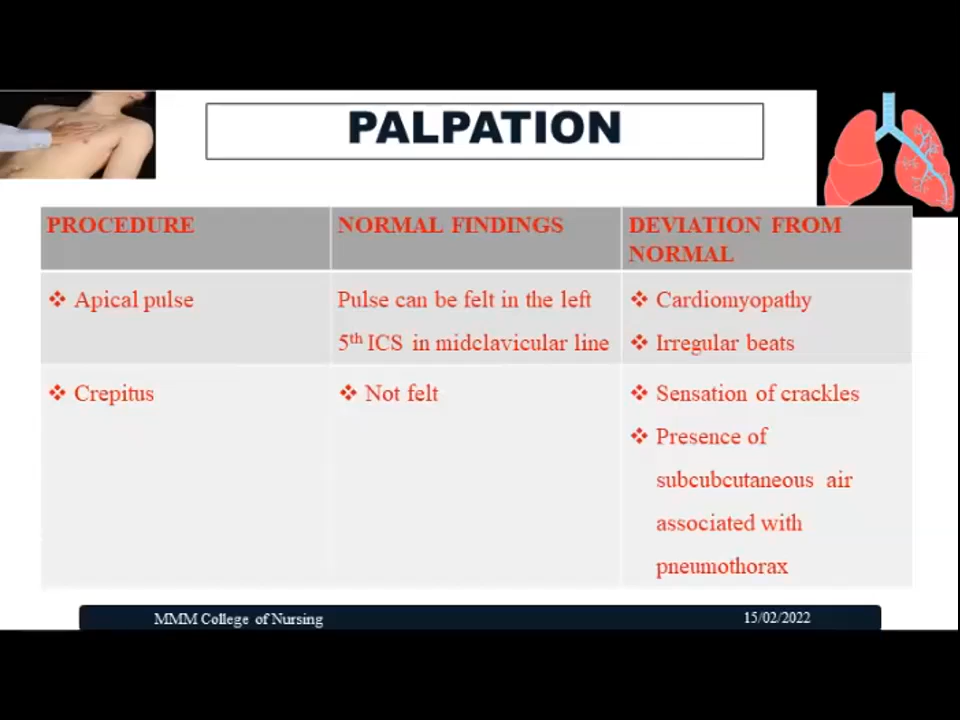 PALPATION
PROCEDURE
NORMAL FINDINGS
DEVIATION FROM
NORMAL
❖ Apical pulse
Pulse can be felt in the left
5th ICS in midclavicular line
❖ Cardiomyopathy
❖ Irregular beats
❖ Crepitus
❖ Not felt
❖ Sensation of crackles
❖ Presence of
subcubcutaneous air
associated with
pneumothorax
MMM College of Nursing
15/02/2022